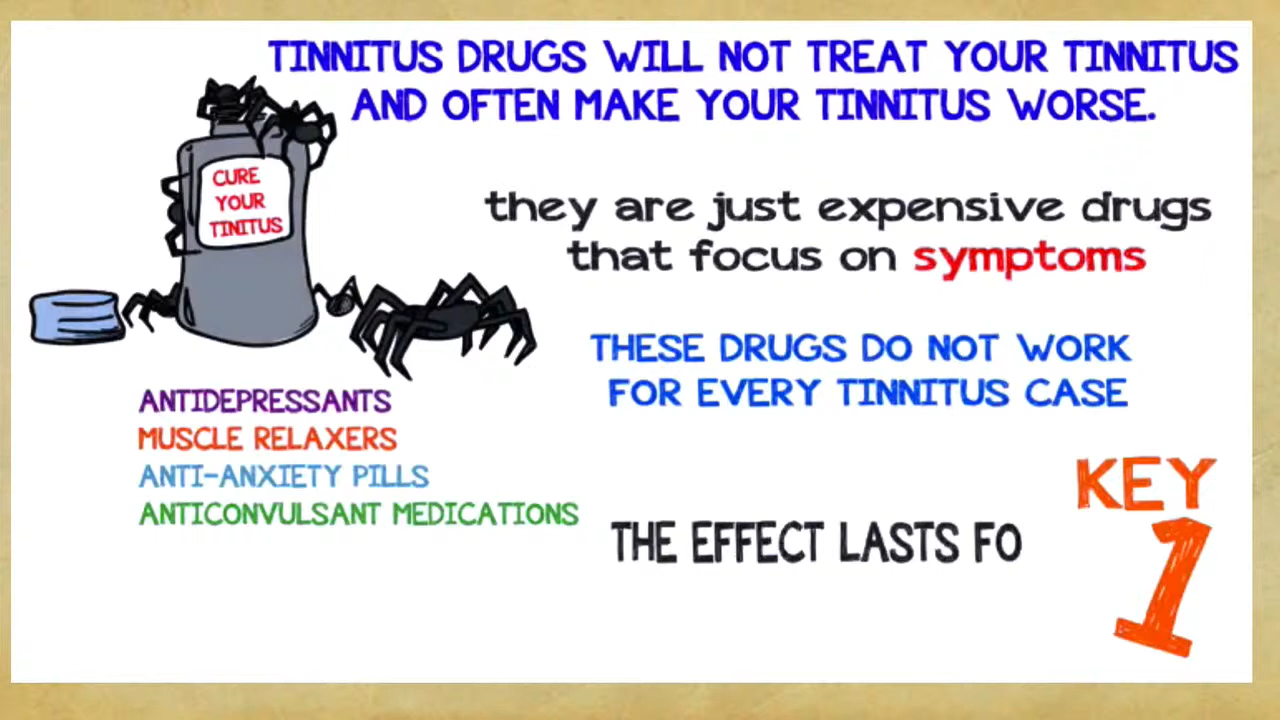 TINNITUS DRUGS WILL NOT TREAT YOUR TINNITUS
AND OFTEN MAKE YOUR TINNITUS WORSE.
CURE
YOUR
TINITUS
they are just expensive drugs
that focus on symptoms
THESE DRUGS DO NOT WORK
FOR EVERY TINNITUS CASE
ANTIDEPRESSANTS
MUSCLE RELAXERS
ANTI-ANXIETY PILLS
ANTICONVULSANT MEDICATIONS
THE EFFECT LASTS FO
KEY
1